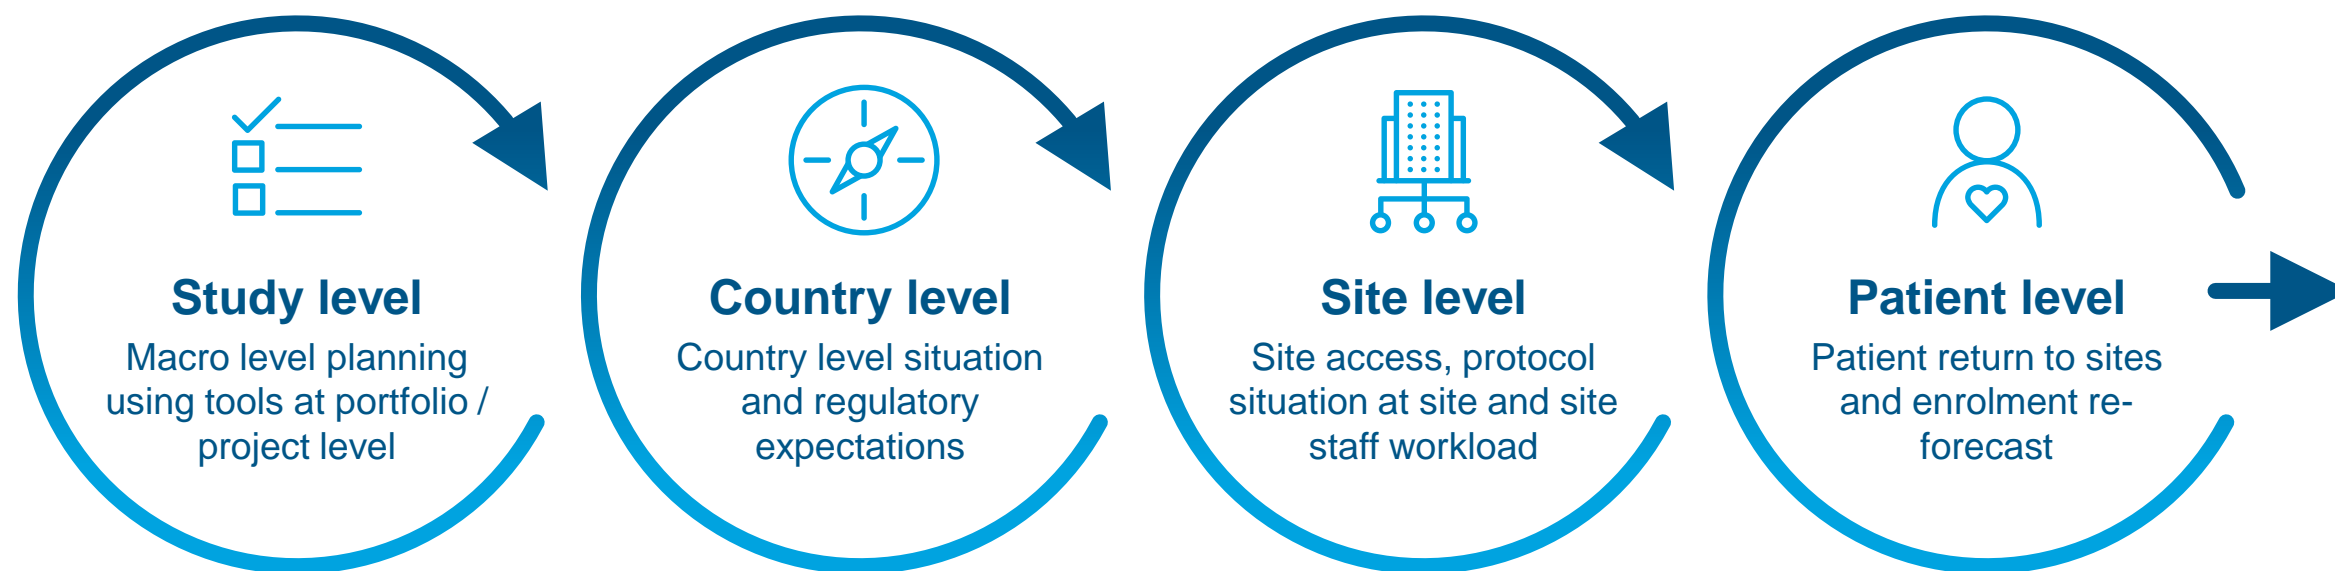 Study level
Macro level planning
using tools at portfolio /
project level
Country level
Country level situation
and regulatory
expectations
Site level
Site access, protocol
situation at site and site
staff workload
Patient level
Patient return to sites
and enrolment re-
forecast